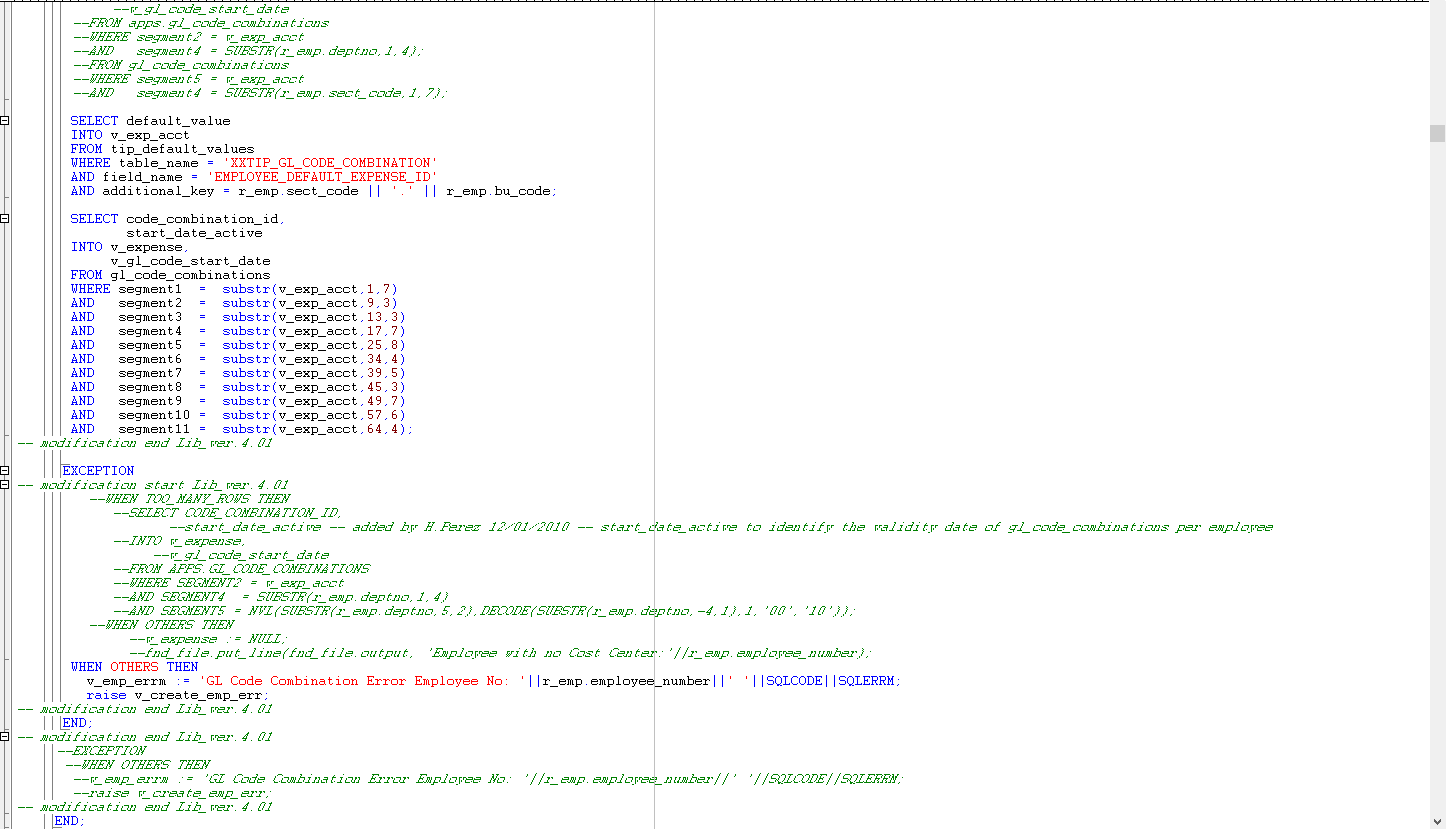 --v_gl_code_start_date
--FROM apps.gl_code_combinations
--WHERE segment2 = v_exp_acct
--AND   segment4 = SUBSTR(r_emp.deptno,1,4);
--FROM gl_code_combinations
--WHERE segment5 = v_exp_acct
--AND   segment4 = SUBSTR(r_emp.sect_code,1,7);
SELECT default_value
INTO v_exp_acct
FROM tip_default_values
WHERE table_name = 'XXTIP_GL_CODE_COMBINATION'
AND field_name = 'EMPLOYEE_DEFAULT_EXPENSE_ID'
AND additional_key = r_emp.sect_code || '.' || r_emp.bu_code;
SELECT code_combination_id,
start_date_active
INTO v_expense,
v_gl_code_start_date
FROM gl_code_combinations
WHERE segment1  =  substr(v_exp_acct,1,7)
AND   segment2  =  substr(v_exp_acct,9,3)
AND   segment3  =  substr(v_exp_acct,13,3)
AND   segment4  =  substr(v_exp_acct,17,7)
AND   segment5  =  substr(v_exp_acct,25,8)
AND   segment6  =  substr(v_exp_acct,34,4)
AND   segment7  =  substr(v_exp_acct,39,5)
AND   segment8  =  substr(v_exp_acct,45,3)
AND   segment9  =  substr(v_exp_acct,49,7)
AND   segment10 =  substr(v_exp_acct,57,6)
AND   segment11 =  substr(v_exp_acct,64,4);
-- modification end Lib_ver.4.01
EXCEPTION
-- modification start Lib_ver.4.01
--WHEN TOO_MANY_ROWS THEN
--SELECT CODE_COMBINATION_ID,
--start_date_active -- added by H.Perez 12/01/2010 -- start_date_active to identify the validity date of gl_code_combinations per employee
--INTO v_expense,
--v_gl_code_start_date
--FROM APPS.GL_CODE_COMBINATIONS
--WHERE SEGMENT2 = v_exp_acct
--AND SEGMENT4  = SUBSTR(r_emp.deptno,1,4)
--AND SEGMENT5 = NVL(SUBSTR(r_emp.deptno,5,2),DECODE(SUBSTR(r_emp.deptno,-4,1),1,'00','10'));
--WHEN OTHERS THEN
--v_expense := NULL;
--fnd_file.put_line(fnd_file.output, 'Employee with no Cost Center:'||r_emp.employee_number);
WHEN OTHERS THEN
v_emp_errm := 'GL Code Combination Error Employee No: '||r_emp.employee_number||' '||SQLCODE||SQLERRM;
raise v_create_emp_err;
-- modification end Lib_ver.4.01
END;
-- modification end Lib_ver.4.01
--EXCEPTION
--WHEN OTHERS THEN
--v_emp_errm := 'GL Code Combination Error Employee No: '||r_emp.employee_number||' '||SQLCODE||SQLERRM;
--raise v_create_emp_err;
-- modification end Lib_ver.4.01
END;